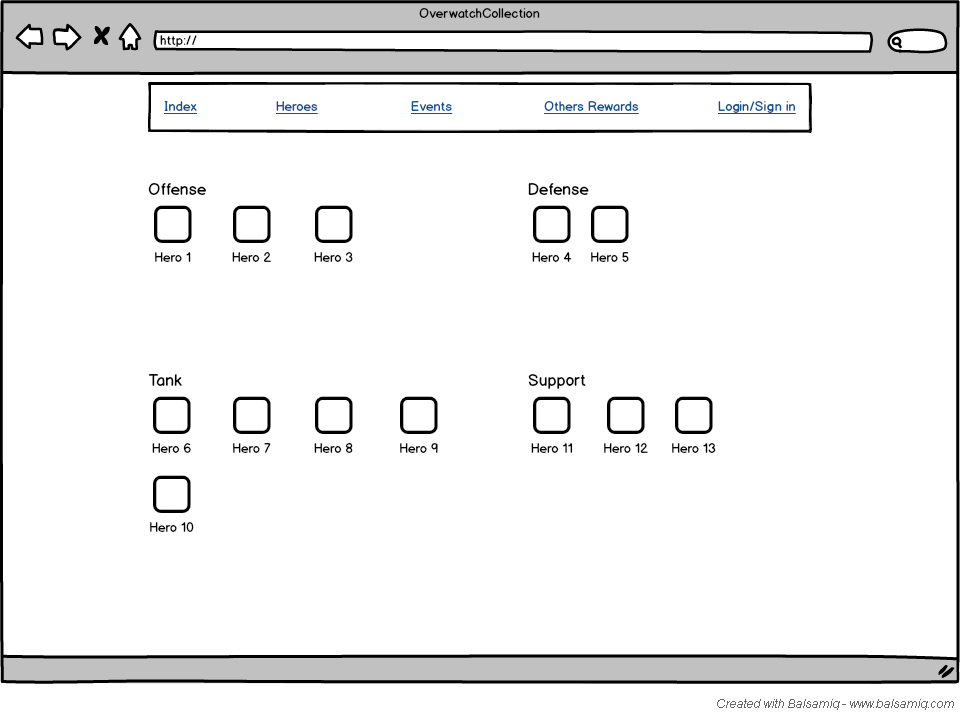 OverwatchCollection
http://
Index Heroes Events Others Rewards Login/Sign in
Offense
Hero 1 Hero 2 Hero 3
Defense
Hero 4 Hero 5
Tank
Hero 6 Hero 7 Hero 8 Hero 9
Hero 10
Support
Hero 11 Hero 12 Hero 13
Created with Balsamiq - www.balsamiq.com